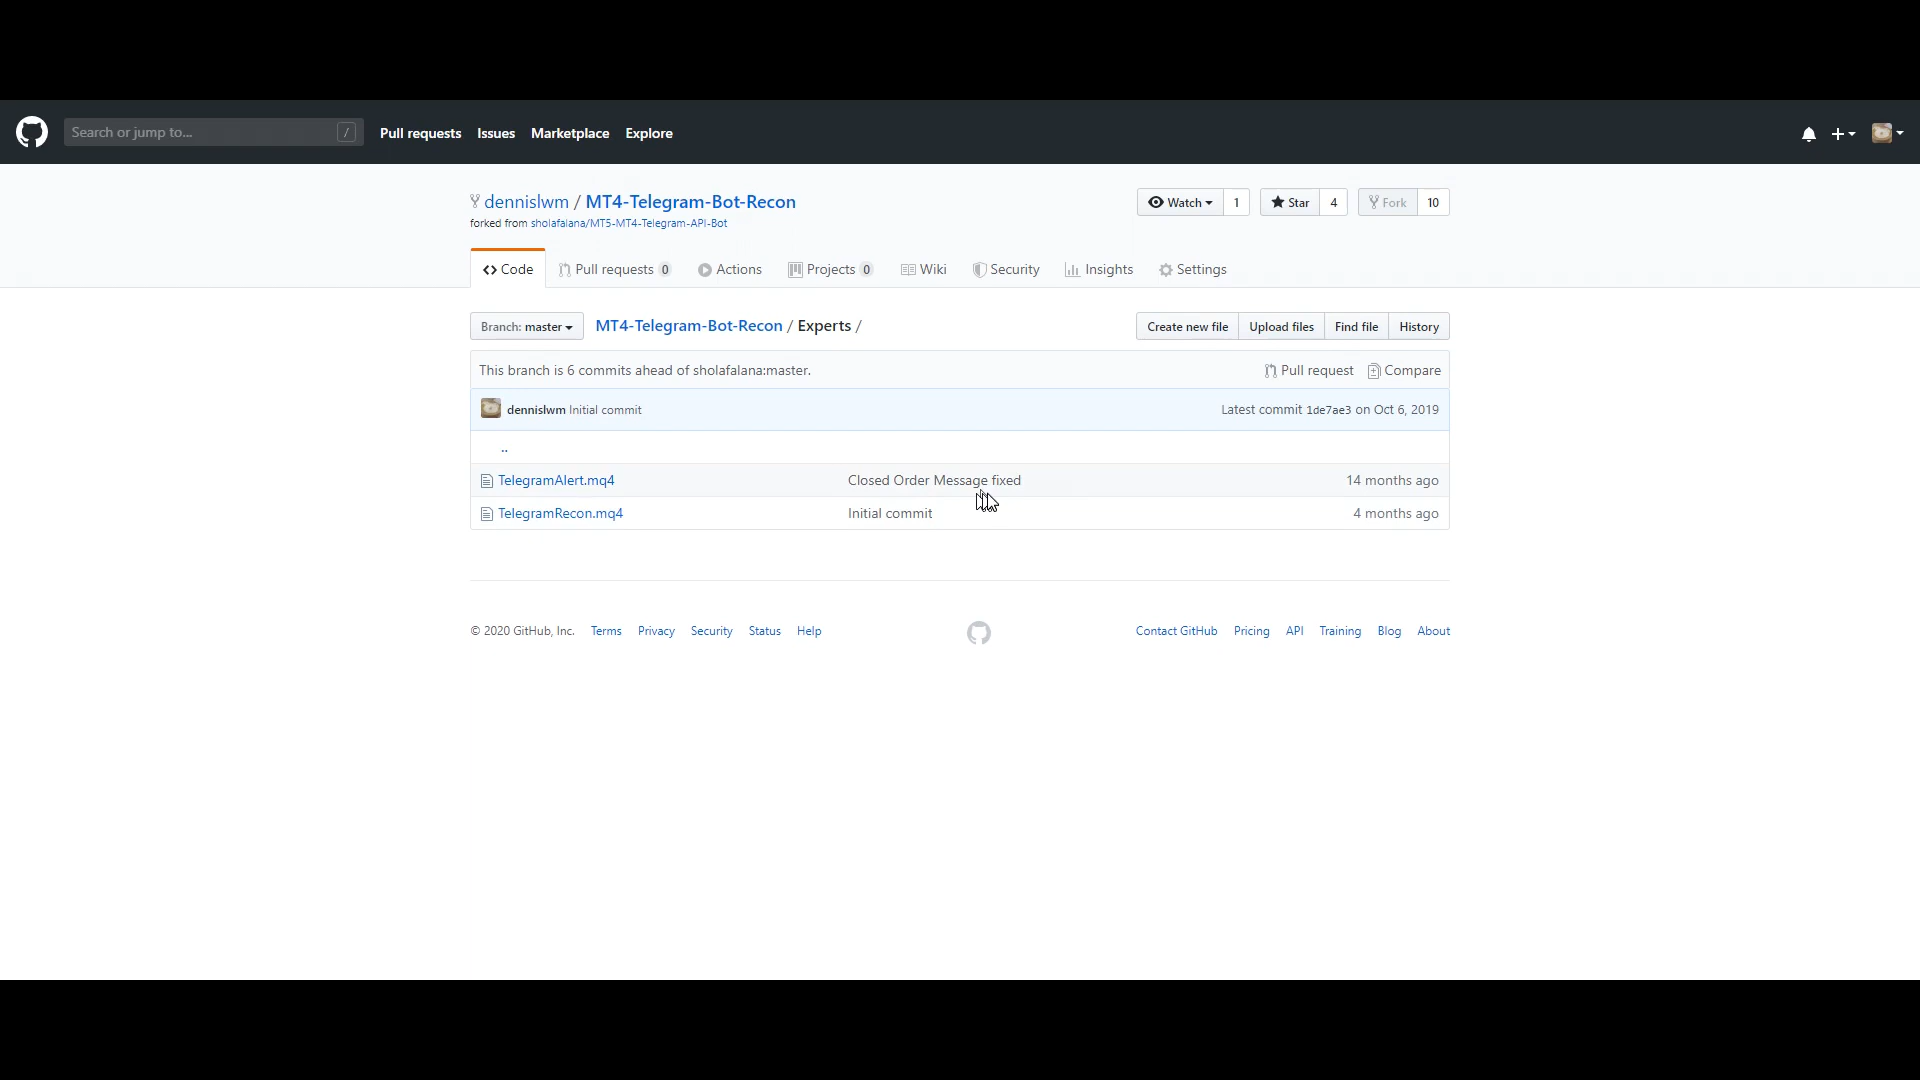 Search or jump to... /
Pull requests Issues Marketplace Explore
dennislwm / MT4-Telegram-Bot-Recon
Watch 1 Star 4 Fork 10
forked from sholafalana/MT5-MT4-Telegram-API-Bot
Code Pull requests 0 Actions Projects 0 Wiki Security Insights Settings
Branch: master MT4-Telegram-Bot-Recon / Experts /
Create new file Upload files Find file History
This branch is 6 commits ahead of sholafalana:master. Pull request Compare
dennislwm Initial commit Latest commit 1de7ae3 on Oct 6, 2019
..
TelegramAlert.mq4 Closed Order Message fixed 14 months ago
TelegramRecon.mq4 Initial commit 4 months ago
© 2020 GitHub, Inc. Terms Privacy Security Status Help Contact GitHub Pricing API Training Blog About